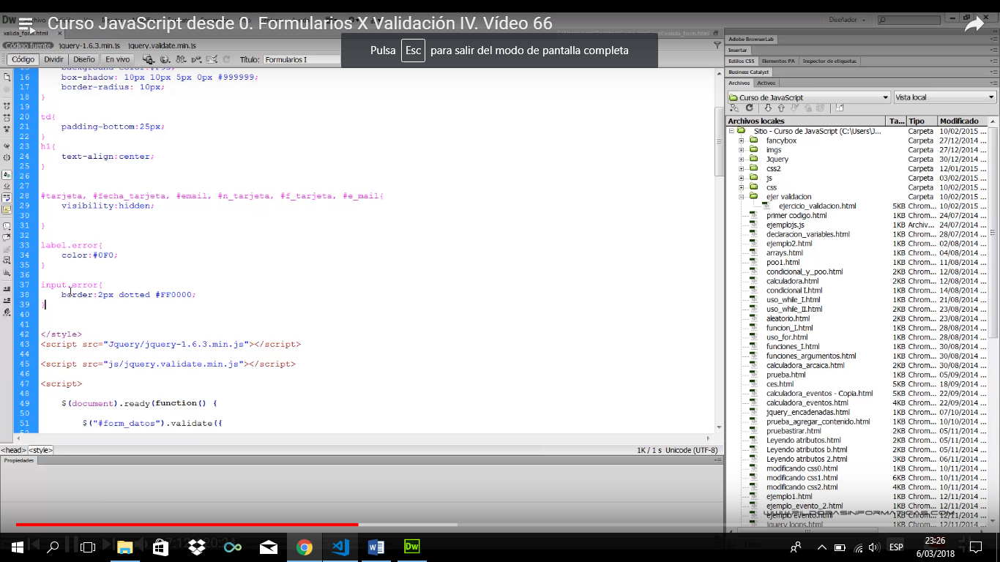 Curso JavaScript desde 0. Formularios X Validación IV. Vídeo 66
Pulsa Esc para salir del modo de pantalla completa
Diseñador
valida_form.html
Código fuente jquery-1.6.3.min.js jquery.validate.min.js
Código Dividir Diseño En vivo Título: Formularios I
16 box-shadow: 10px 10px 5px 0px #999999;
17 border-radius: 10px;
18 }
19
20 td{
21 padding-bottom:25px;
22 }
23 h1{
24 text-align:center;
25 }
26
27
28 #tarjeta, #fecha_tarjeta, #email, #n_tarjeta, #f_tarjeta, #e_mail{
29 visibility:hidden;
30
31 }
32
33 label.error{
34 color:#0F0;
35 }
36
37 input.error{
38 border:2px dotted #FF0000;
39 }
40
41
42 </style>
43 <script src="Jquery/jquery-1.6.3.min.js"></script>
44
45 <script src="js/jquery.validate.min.js"></script>
46
47 <script>
48
49 $(document).ready(function() {
50
51 $("#form_datos").validate({
<head> <style>
1K / 1 s Unicode (UTF-8)
Propiedades
Adobe BrowserLab
Insertar
Estilos CSS Elementos PA Inspector de etiquetas
Business Catalyst
Archivos Activos
Curso de JavaScript Vista local
Archivos locales Ta... Tipo Modificado
Sitio - Curso de JavaScript (C:\Users\J... Carpeta 10/02/2015 ...
fancybox Carpeta 27/12/2014 ...
imgs Carpeta 27/12/2014 ...
Jquery Carpeta 30/12/2014 ...
css2 Carpeta 12/01/2015 ...
js Carpeta 03/02/2015 ...
css Carpeta 10/02/2015 ...
ejer validacion Carpeta 10/02/2015 ...
ejercicio_validacion.html 5KB Chrom... 10/02/2015 ...
primer codigo.html 1KB Chrom... 24/07/2014 ...
ejemplojs.js 1KB Archiv... 24/07/2014 ...
declaracion_variables.html 1KB Chrom... 28/07/2014 ...
ejemplo2.html 1KB Chrom... 02/08/2014 ...
arrays.html 1KB Chrom... 04/08/2014 ...
poo1.html 1KB Chrom... 11/08/2014 ...
condicional_y_poo.html 1KB Chrom... 21/08/2014 ...
calculadora.html 1KB Chrom... 21/08/2014 ...
condicional I.html 1KB Chrom... 21/08/2014 ...
uso_while_I.html 1KB Chrom... 23/08/2014 ...
uso_while_II.html 1KB Chrom... 23/08/2014 ...
aleatorio.html 1KB Chrom... 23/08/2014 ...
funcion_I.html 1KB Chrom... 28/08/2014 ...
uso_for.html 1KB Chrom... 28/08/2014 ...
funciones_I.html 1KB Chrom... 30/08/2014 ...
funciones_argumentos.html 1KB Chrom... 30/08/2014 ...
calculadora_arcaica.html 1KB Chrom... 30/08/2014 ...
prueba.html 1KB Chrom... 05/09/2014 ...
ces.html 5KB Chrom... 18/09/2014 ...
calculadora_eventos - Copia.html 4KB Chrom... 22/09/2014 ...
calculadora_eventos.html 4KB Chrom... 30/09/2014 ...
jquery_encadenadas.html 1KB Chrom... 07/10/2014 ...
prueba_agregar_contenido.html 1KB Chrom... 10/10/2014 ...
pruebastirar.html 2KB Chrom... 05/11/2014 ...
Leyendo atributos.html 2KB Chrom... 05/11/2014 ...
Leyendo atributos b.html 2KB Chrom... 05/11/2014 ...
Leyendo atributos 2.html 3KB Chrom... 06/11/2014 ...
modificando css0.html 1KB Chrom... 10/11/2014 ...
modificando css1.html 6KB Chrom... 10/11/2014 ...
modificando css2.html 4KB Chrom... 10/11/2014 ...
ejemplo1.html 1KB Chrom... 12/11/2014 ...
ejemplo_evento_2.html 1KB Chrom... 12/11/2014 ...
ejemplo evento.html 1KB Chrom... 12/11/2014 ...
WWW.PILDORASINFORMATICAS.COM
ESP
23:26
6/03/2018